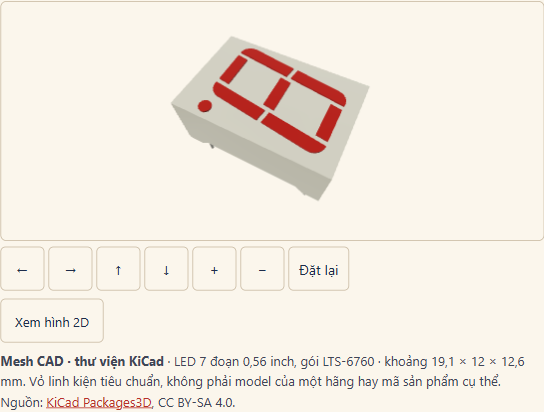 ← → ↑ ↓ + − Đặt lại
Xem hình 2D
Mesh CAD · thư viện KiCad · LED 7 đoạn 0,56 inch, gói LTS-6760 · khoảng 19,1 × 12 × 12,6
mm. Vỏ linh kiện tiêu chuẩn, không phải model của một hãng hay mã sản phẩm cụ thể.
Nguồn: KiCad Packages3D, CC BY-SA 4.0.